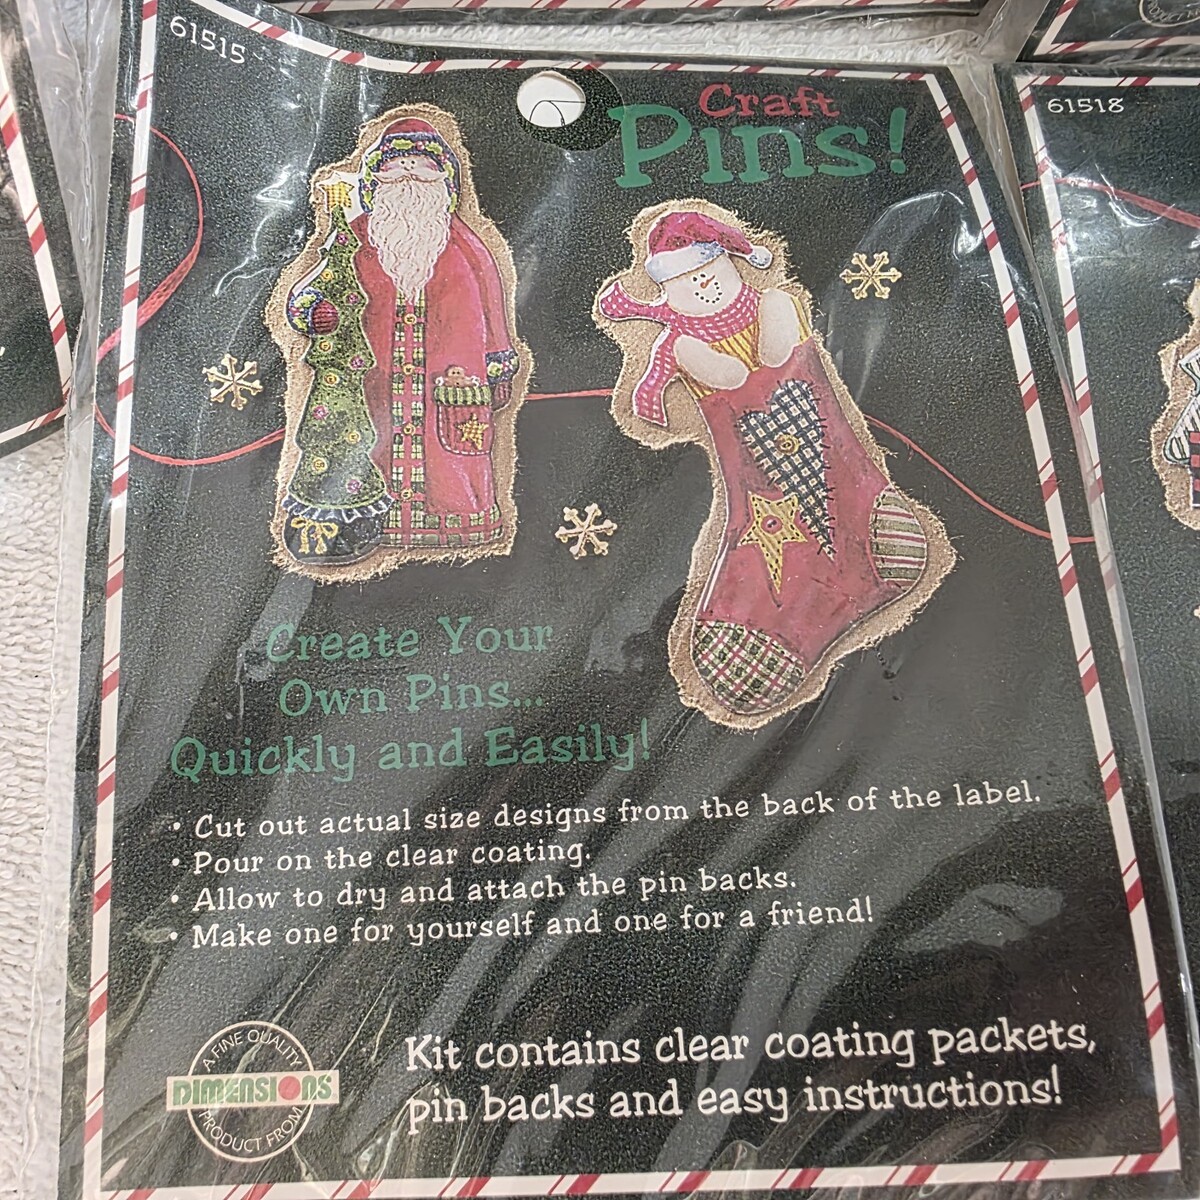 61515
Craft
Pins!
61518
Create Your
Own Pins...
Quickly and Easily!
• Cut out actual size designs from the back of the label.
• Pour on the clear coating.
• Allow to dry and attach the pin backs.
• Make one for yourself and one for a friend!
A FINE QUALITY
DIMENSIONS
PRODUCT FROM
Kit contains clear coating packets,
pin backs and easy instructions!